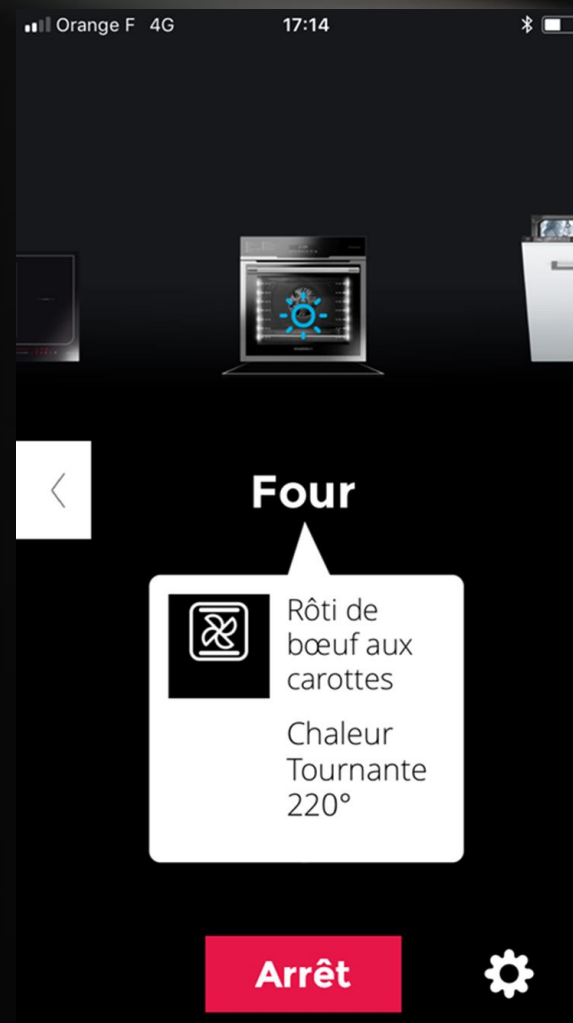 Orange F 4G 17:14
Four
Rôti de
bœuf aux
carottes
Chaleur
Tournante
220°
Arrêt